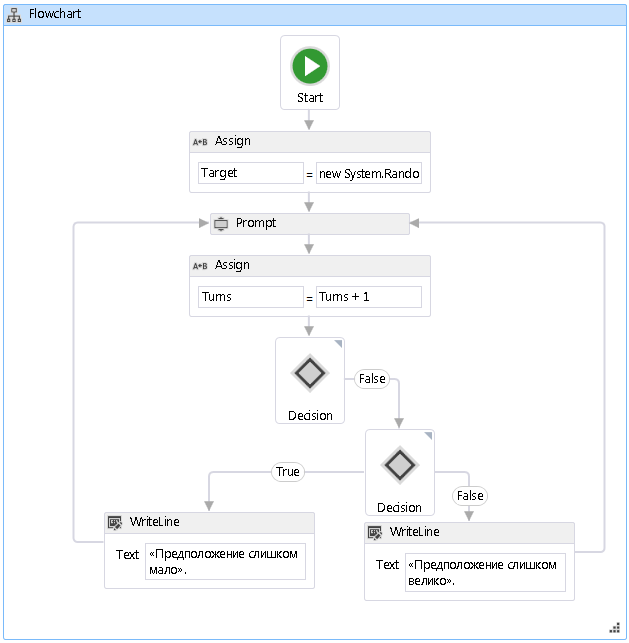 Flowchart
Start
A+B Assign
Target = new System.Rando
Prompt
A+B Assign
Turns = Turns + 1
False
Decision
True
Decision
False
WriteLine
Text «Предположение слишком
мало».
WriteLine
Text «Предположение слишком
велико».